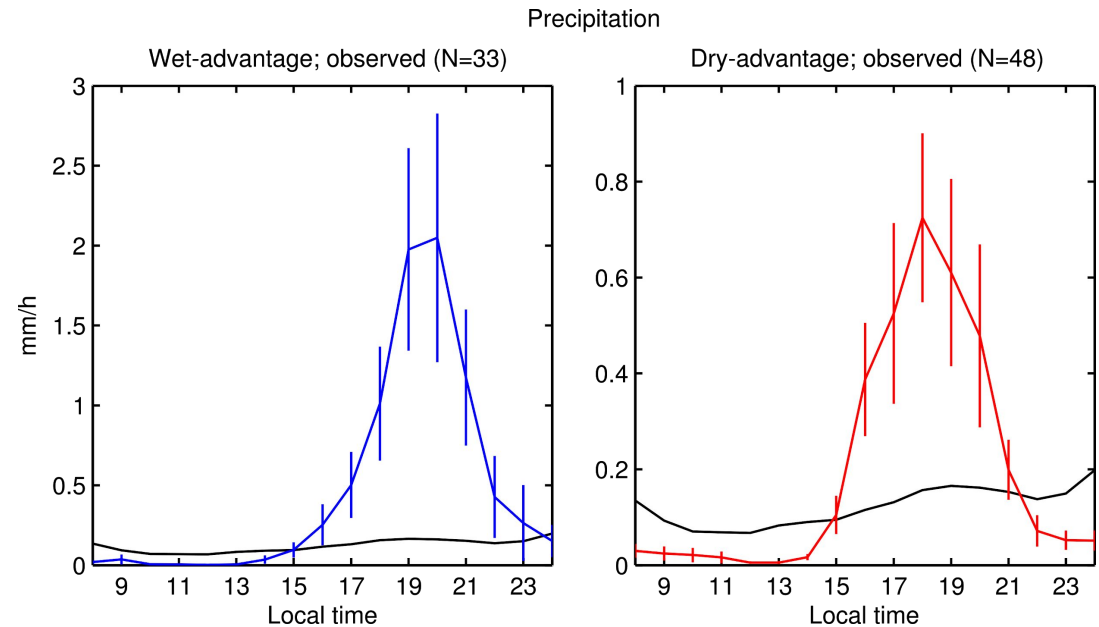 Precipitation
Wet-advantage; observed (N=33)
Dry-advantage; observed (N=48)
3
2.5
2
1.5
1
0.5
0
mm/h
9 11 13 15 17 19 21 23
Local time
1
0.8
0.6
0.4
0.2
0
9 11 13 15 17 19 21 23
Local time